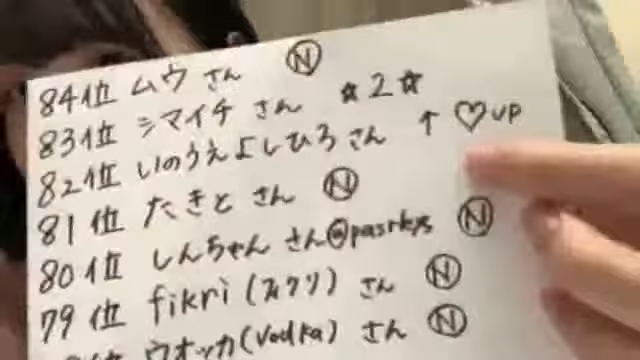 84位 ムウ さん Ⓝ
83位 シマイチ さん ☆2☆
82位 いのうえよしひろ さん ↑♡UP
81位 たきと さん Ⓝ
80位 しんちゃん さん@pasrkys Ⓝ
79位 fikri (フィクリ) さん Ⓝ
位 ウオッカ(Vodka) さん Ⓝ